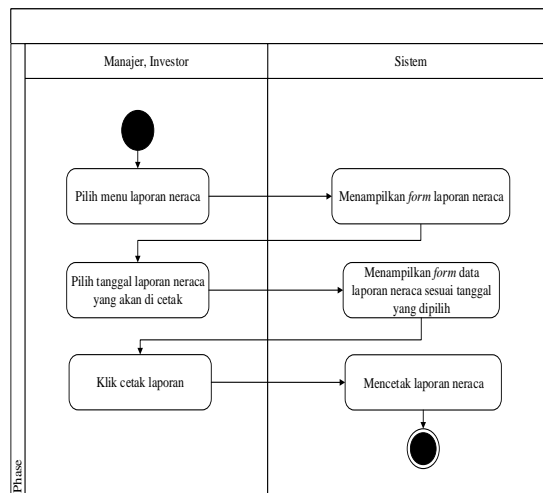 Manajer, Investor
Sistem
Pilih menu laporan neraca
Menampilkan form laporan neraca
Pilih tanggal laporan neraca
yang akan di cetak
Menampilkan form data
laporan neraca sesuai tanggal
yang dipilih
Klik cetak laporan
Mencetak laporan neraca
Phase